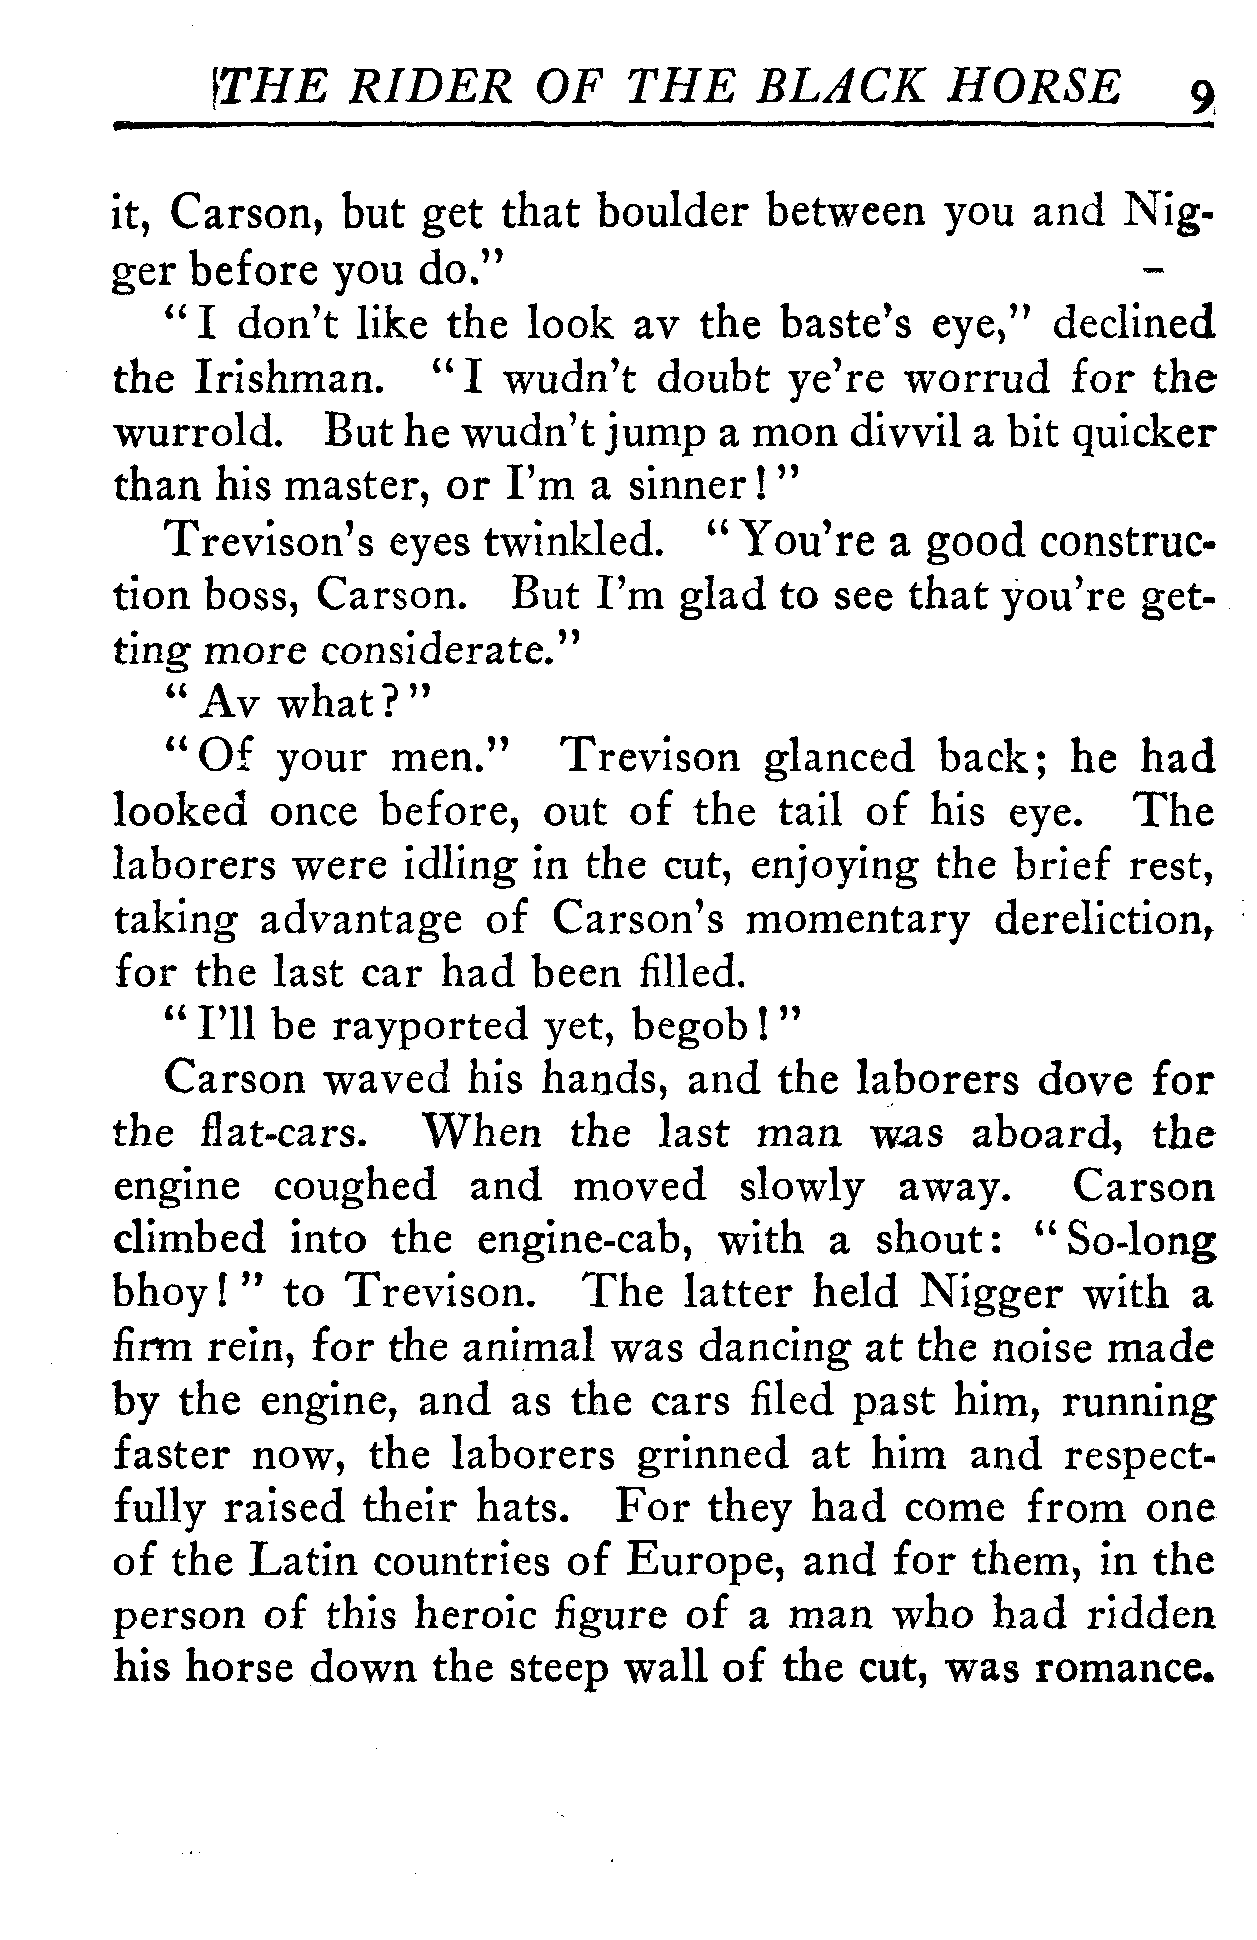 THE RIDER OF THE BLACK HORSE 9
it, Carson, but get that boulder between you and Nig-
ger before you do."
"I don't like the look av the baste's eye," declined
the Irishman. "I wudn't doubt ye're worrud for the
wurrold. But he wudn't jump a mon divvil a bit quicker
than his master, or I'm a sinner!"
Trevison's eyes twinkled. "You're a good construc-
tion boss, Carson. But I'm glad to see that you're get-
ting more considerate."
"Av what?"
"Of your men." Trevison glanced back; he had
looked once before, out of the tail of his eye. The
laborers were idling in the cut, enjoying the brief rest,
taking advantage of Carson's momentary dereliction,
for the last car had been filled.
"I'll be rayported yet, begob!"
Carson waved his hands, and the laborers dove for
the flat-cars. When the last man was aboard, the
engine coughed and moved slowly away. Carson
climbed into the engine-cab, with a shout: "So-long
bhoy!" to Trevison. The latter held Nigger with a
firm rein, for the animal was dancing at the noise made
by the engine, and as the cars filed past him, running
faster now, the laborers grinned at him and respect-
fully raised their hats. For they had come from one
of the Latin countries of Europe, and for them, in the
person of this heroic figure of a man who had ridden
his horse down the steep wall of the cut, was romance.